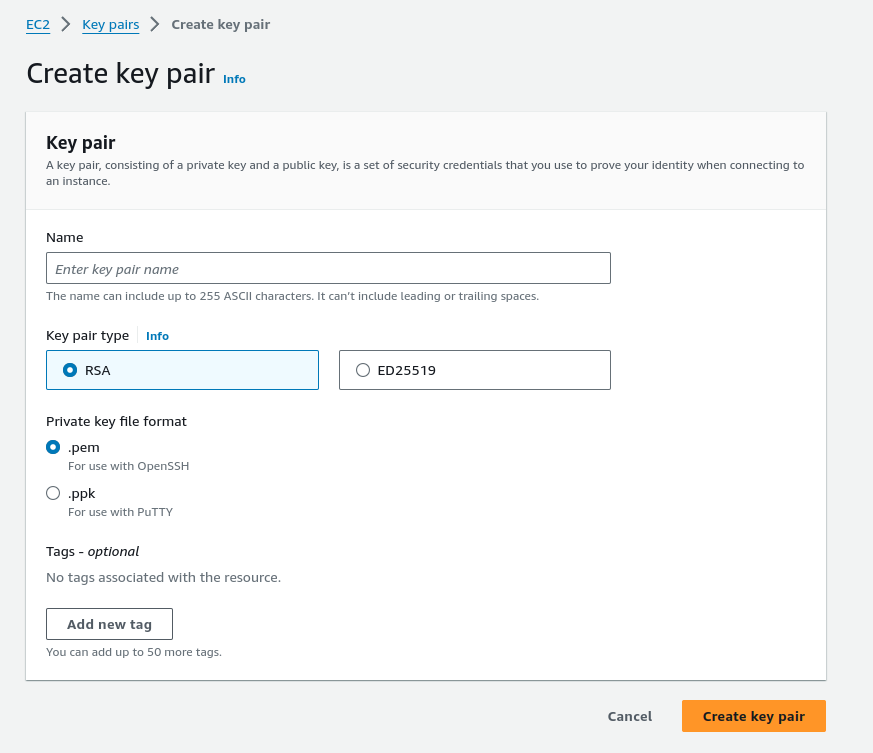 EC2 > Key pairs > Create key pair
Create key pair Info
Key pair
A key pair, consisting of a private key and a public key, is a set of security credentials that you use to prove your identity when connecting to
an instance.
Name
Enter key pair name
The name can include up to 255 ASCII characters. It can't include leading or trailing spaces.
Key pair type Info
RSA ED25519
Private key file format
.pem
For use with OpenSSH
.ppk
For use with PuTTY
Tags - optional
No tags associated with the resource.
Add new tag
You can add up to 50 more tags.
Cancel Create key pair